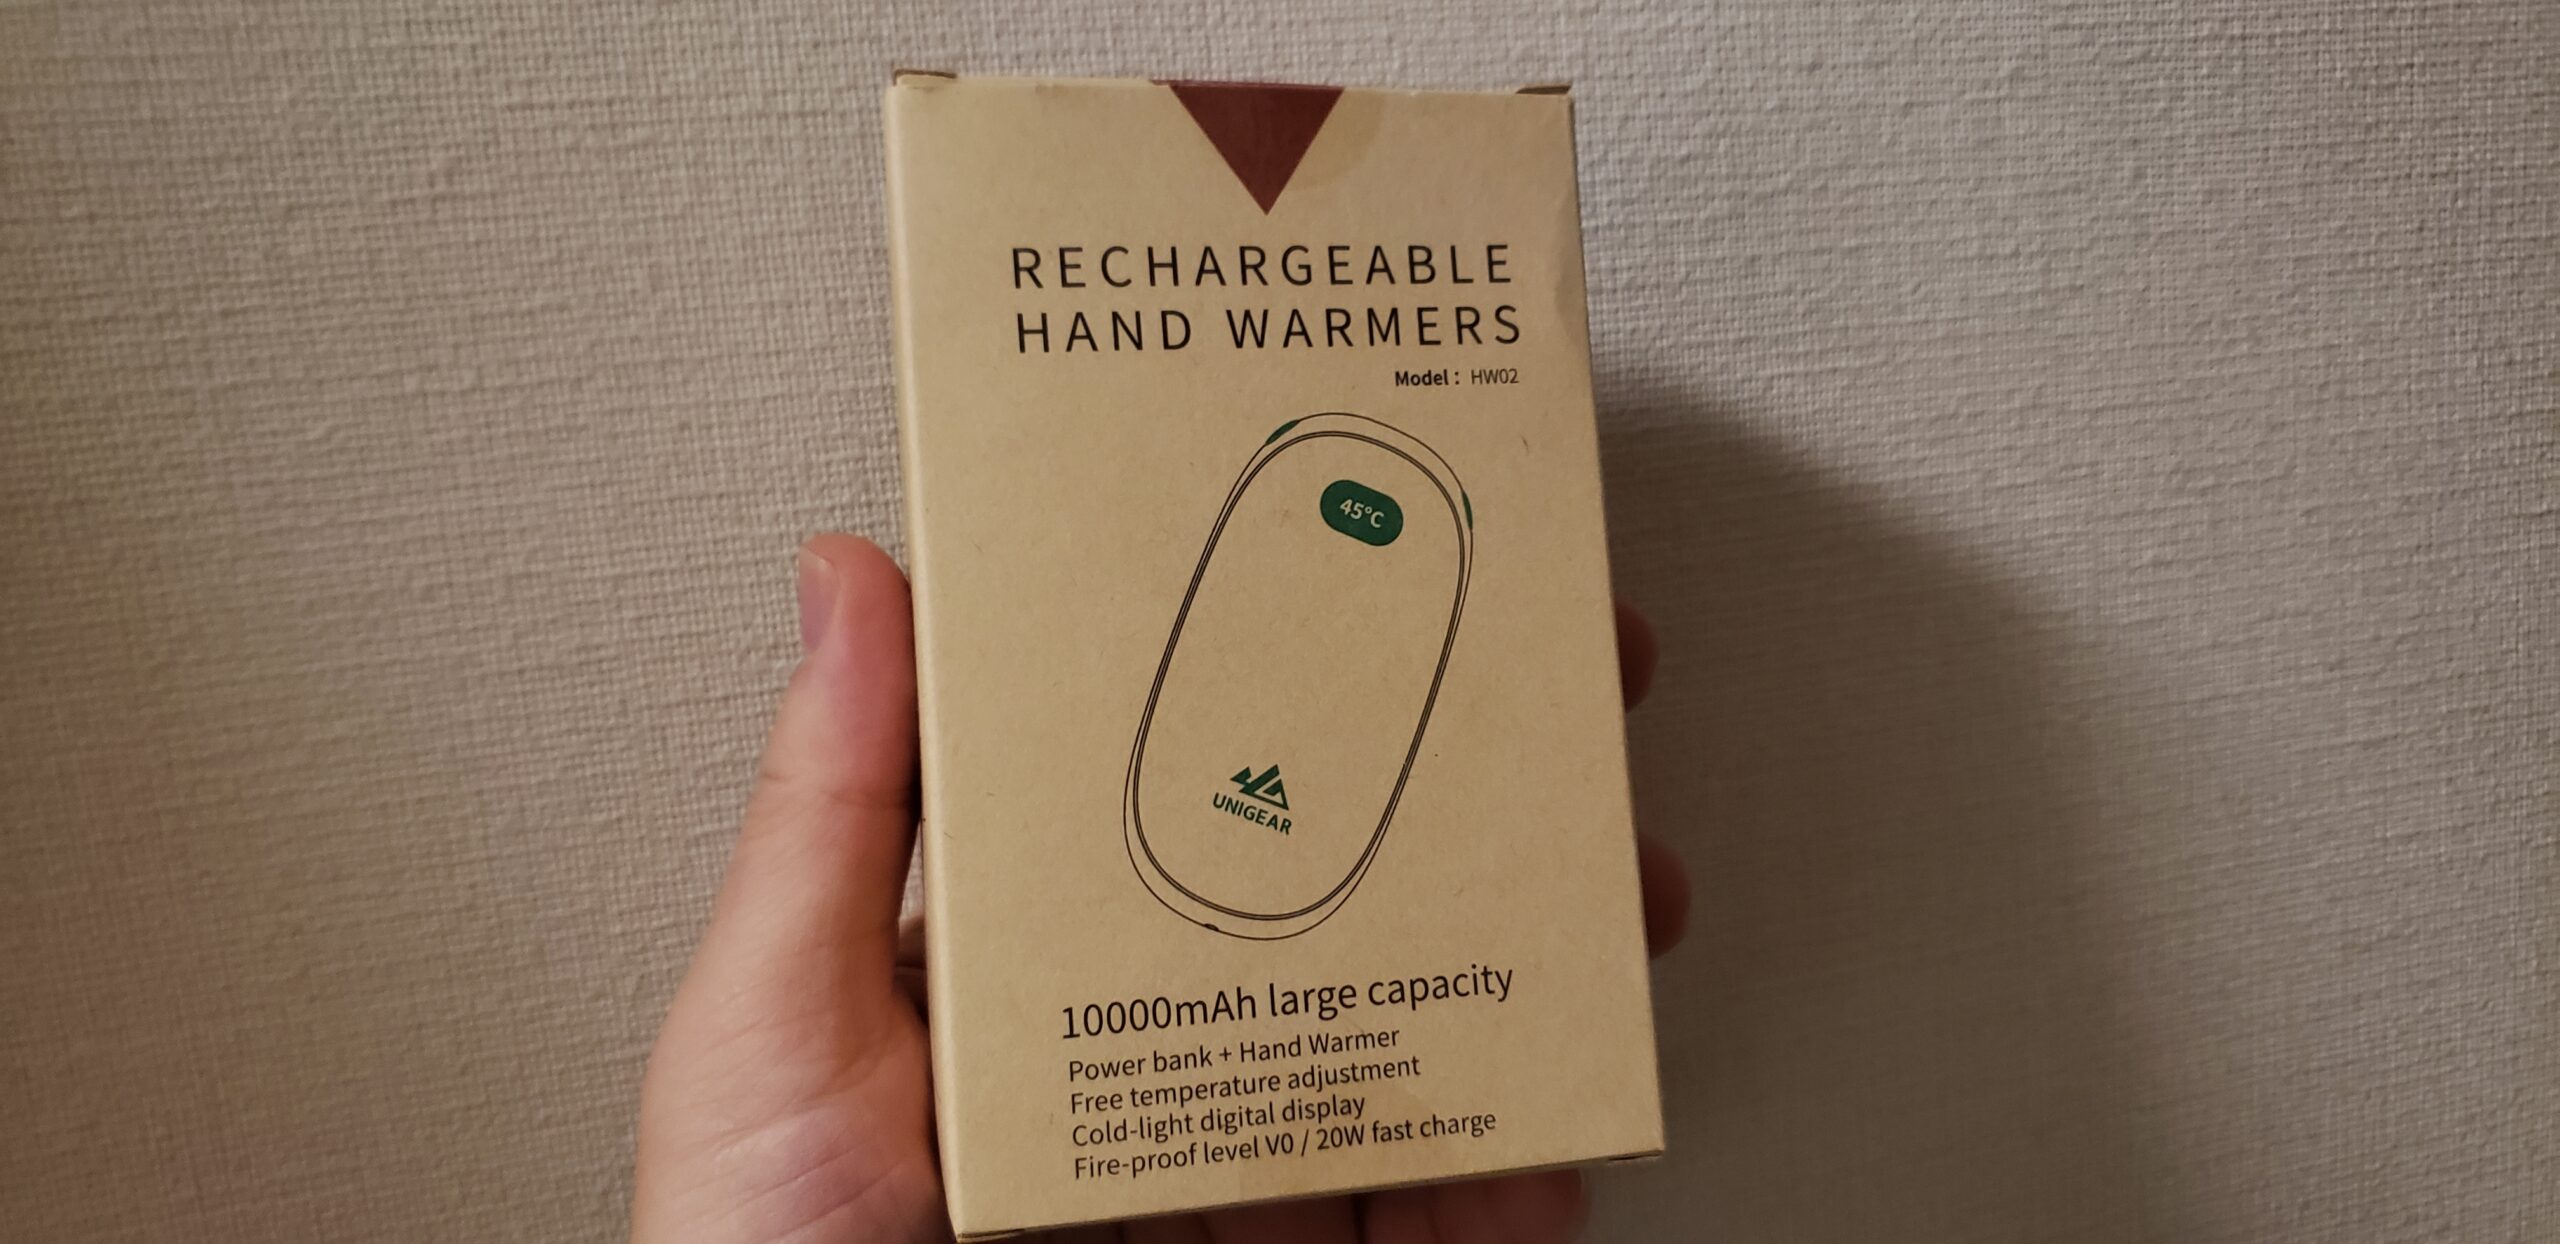 RECHARGEABLE
HAND WARMERS
Model： HW02
45°C
UNIGEAR
10000mAh large capacity
Power bank + Hand Warmer
Free temperature adjustment
Cold-light digital display
Fire-proof level V0 / 20W fast charge